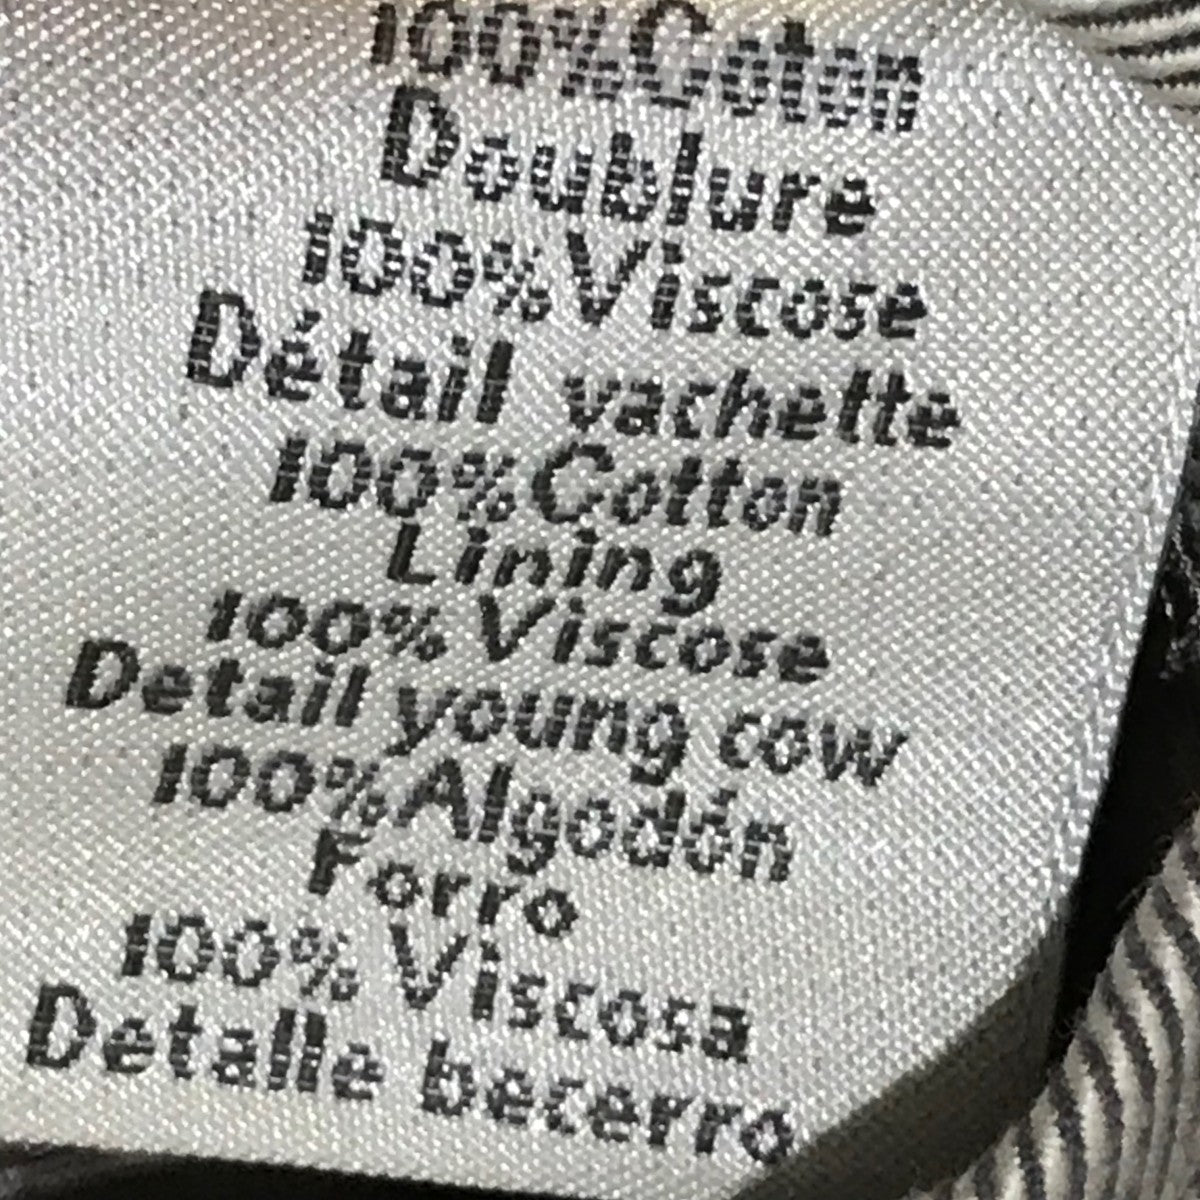 100%Coton
Doublure
100%Viscose
Détail vachette
100%Cotton
Lining
100%Viscose
Detail young cow
100%Algodón
Forro
100%Viscosa
Detalle becerro